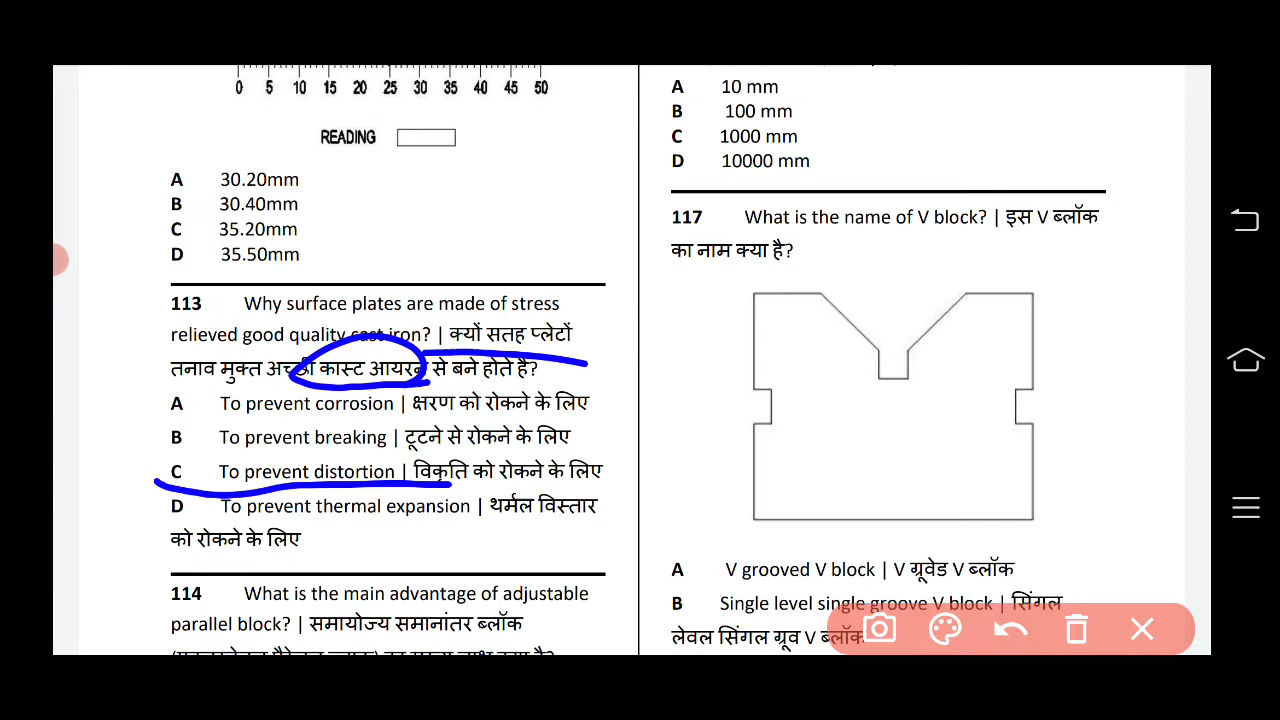 0 5 10 15 20 25 30 35 40 45 50
READING
A 30.20mm
B 30.40mm
C 35.20mm
D 35.50mm
113 Why surface plates are made of stress
relieved good quality cast iron? | क्यों सतह प्लेटों
तनाव मुक्त अच्छी कास्ट आयरन से बने होते है?
A To prevent corrosion | क्षरण को रोकने के लिए
B To prevent breaking | टूटने से रोकने के लिए
C To prevent distortion | विकृति को रोकने के लिए
D To prevent thermal expansion | थर्मल विस्तार
को रोकने के लिए
114 What is the main advantage of adjustable
parallel block? | समायोज्य समानांतर ब्लॉक
A 10 mm
B 100 mm
C 1000 mm
D 10000 mm
117 What is the name of V block? | इस V ब्लॉक
का नाम क्या है?
A V grooved V block | V ग्रूवेड V ब्लॉक
B Single level single groove V block | सिंगल
लेवल सिंगल ग्रूव V ब्लॉक